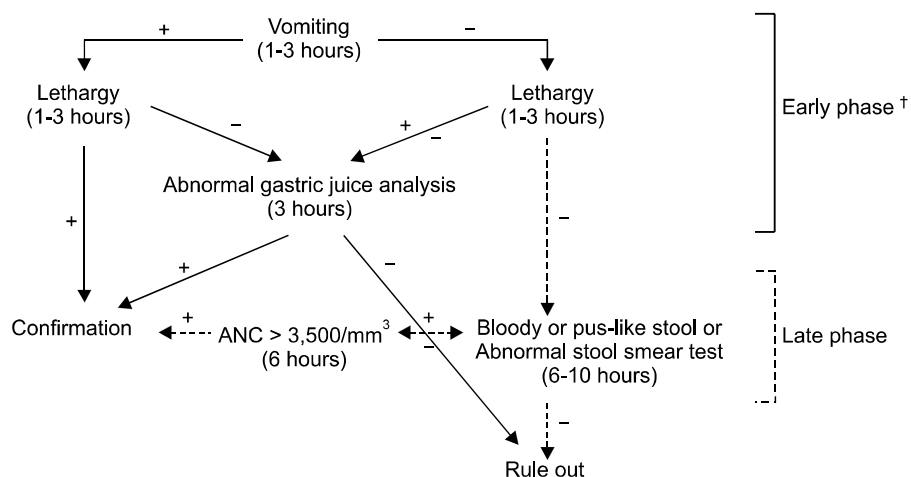 Vomiting
(1-3 hours)
+
−
Lethargy
(1-3 hours)
Lethargy
(1-3 hours)
Early phase †
−
+
−
Abnormal gastric juice analysis
(3 hours)
+
−
+
−
Confirmation
+
ANC > 3,500/mm³
(6 hours)
+
−
Bloody or pus-like stool or
Abnormal stool smear test
(6-10 hours)
Late phase
−
Rule out